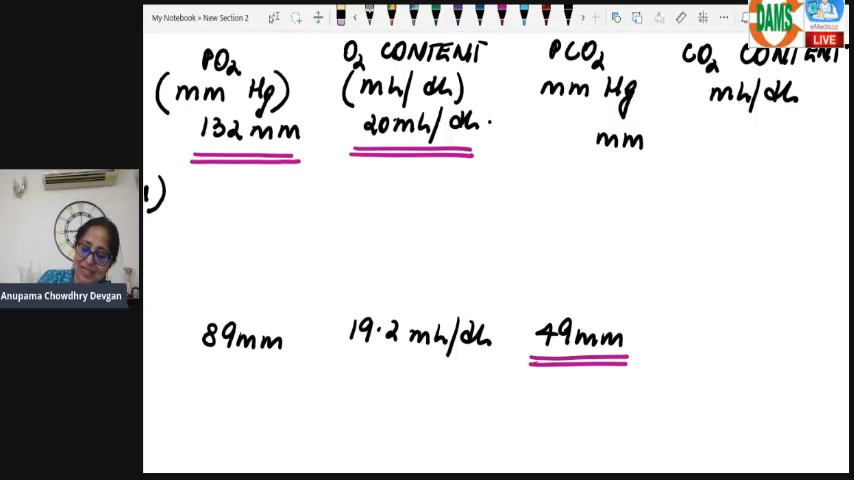 My Notebook > New Section 2
DAMS
eMedicoz
LIVE
PO2 O2 CONTENT PCO2 CO2 CONTENT
(mm Hg) (ml/dl) mm Hg ml/dl
132 mm 20ml/dl. mm
)
89mm 19.2 ml/dl 49mm
Anupama Chowdhry Devgan